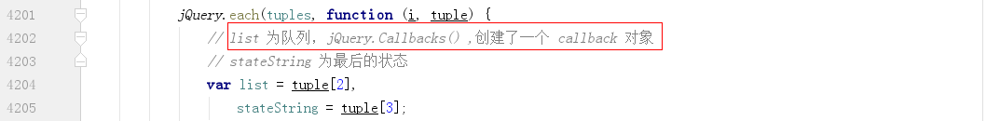 4201 jQuery.each(tuples, function (i, tuple) {
4202 // list 为队列，jQuery.Callbacks() ,创建了一个 callback 对象
4203 // stateString 为最后的状态
4204 var list = tuple[2],
4205 stateString = tuple[3];